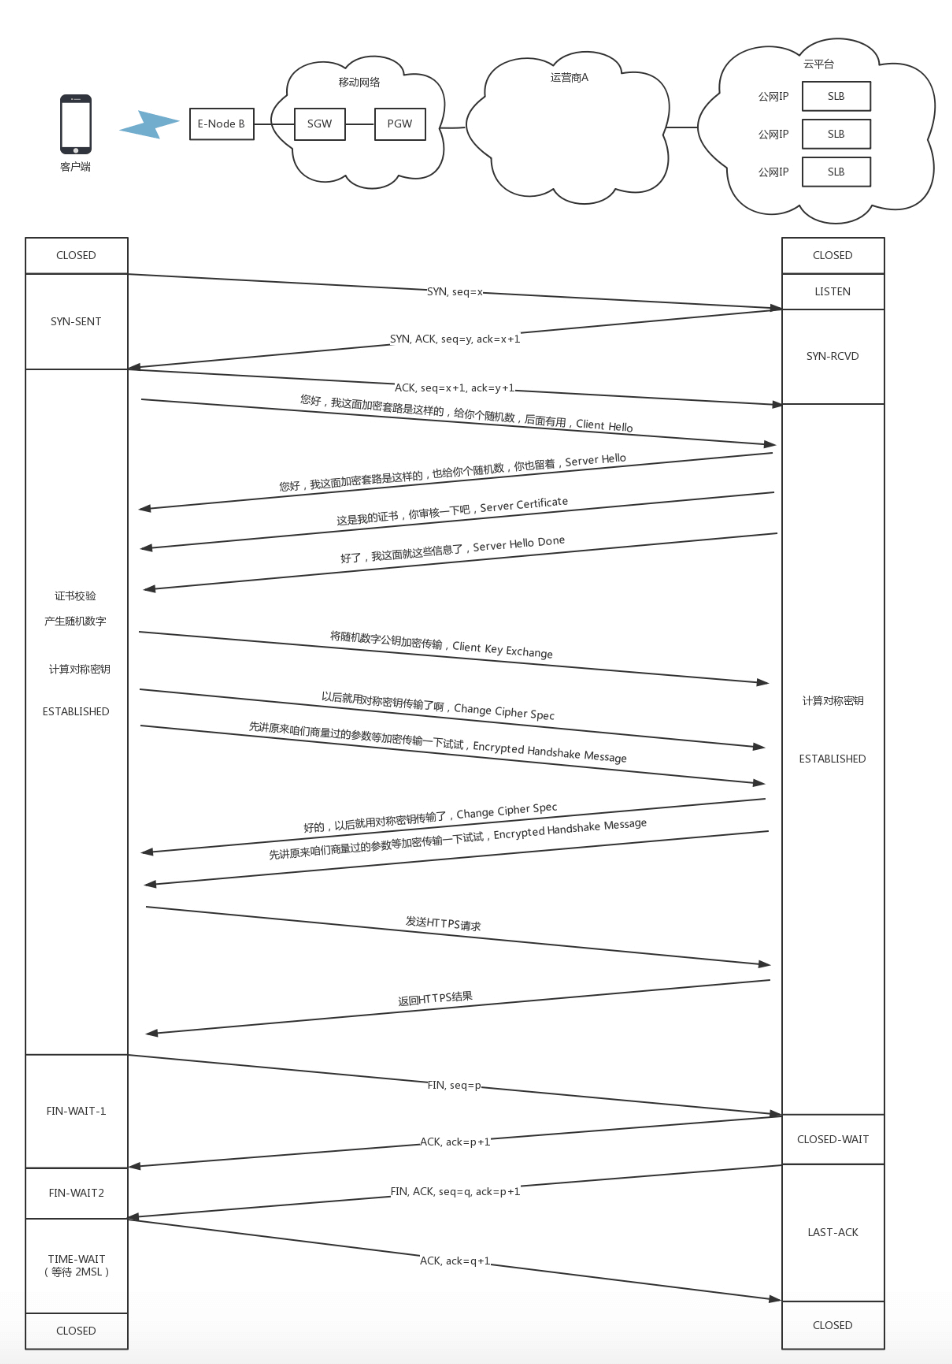 移动网络
运营商A
云平台
公网IP SLB
E-Node B SGW PGW
公网IP SLB
公网IP SLB
客户端
CLOSED
CLOSED
SYN, seq=x
LISTEN
SYN-SENT
SYN, ACK, seq=y, ack=x+1
SYN-RCVD
ACK, seq=x+1, ack=y+1
您好，我这面加密套路是这样的，给你个随机数，后面有用，Client Hello
您好，我这面加密套路是这样的，也给你个随机数，你也留着，Server Hello
这是我的证书，你审核一下吧，Server Certificate
好了，我这面就这些信息了，Server Hello Done
证书校验
产生随机数字
将随机数字公钥加密传输，Client Key Exchange
计算对称密钥
计算对称密钥
以后就用对称密钥传输了啊，Change Cipher Spec
ESTABLISHED
先讲原来咱们商量过的参数等加密传输一下试试，Encrypted Handshake Message
ESTABLISHED
好的，以后就用对称密钥传输了，Change Cipher Spec
先讲原来咱们商量过的参数等加密传输一下试试，Encrypted Handshake Message
发送HTTPS请求
返回HTTPS结果
FIN, seq=p
FIN-WAIT-1
CLOSED-WAIT
ACK, ack=p+1
FIN-WAIT2
FIN, ACK, seq=q, ack=p+1
LAST-ACK
TIME-WAIT
（等待 2MSL）
ACK, ack=q+1
CLOSED
CLOSED